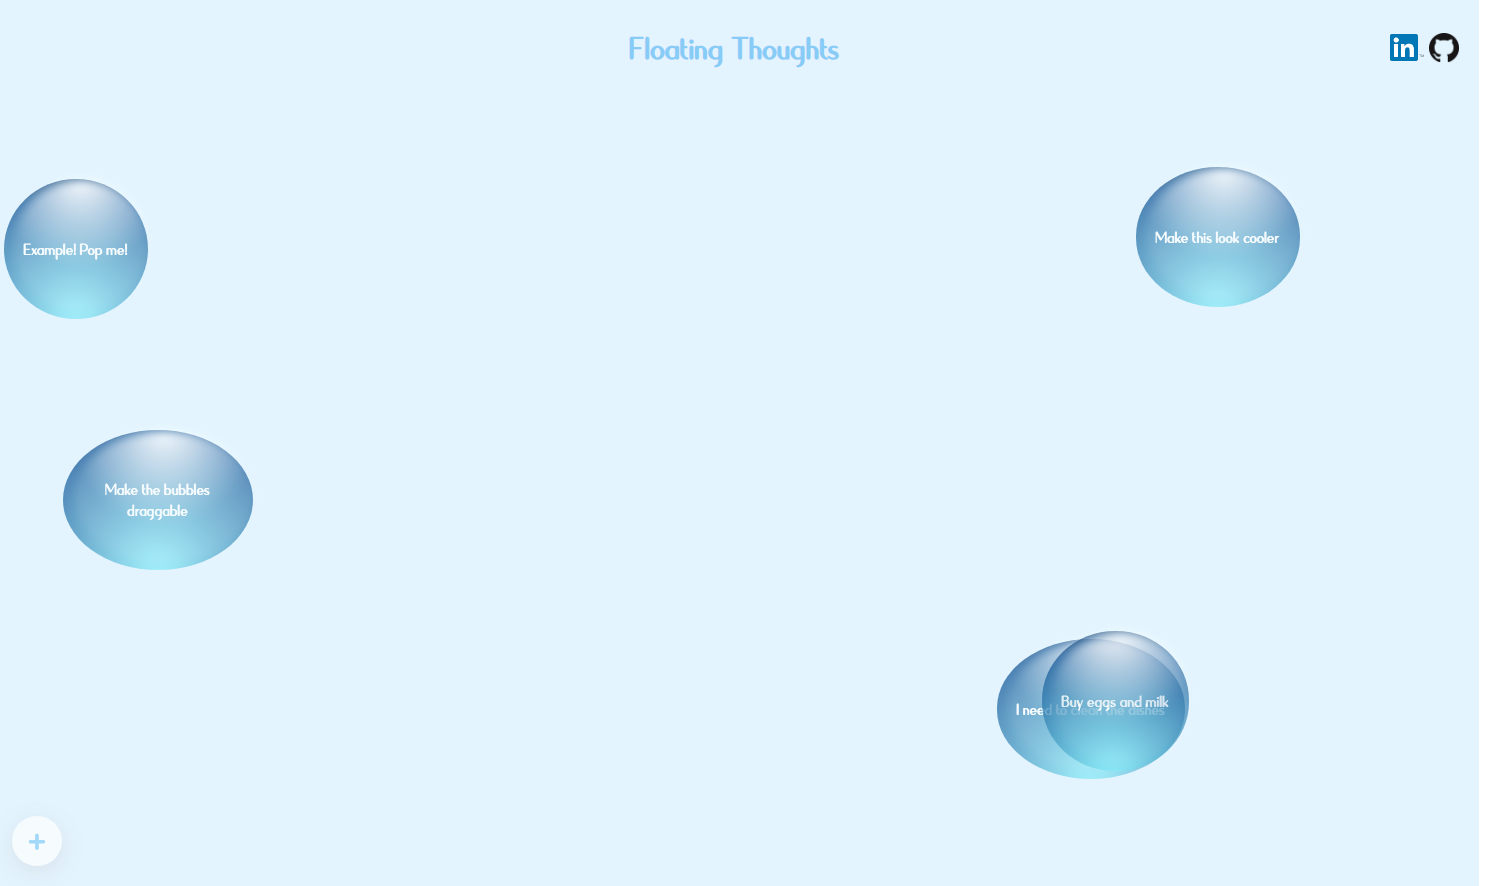 Floating Thoughts
in
Example! Pop me!
Make this look cooler
Make the bubbles
draggable
Buy eggs and milk
I need to clean the dishes